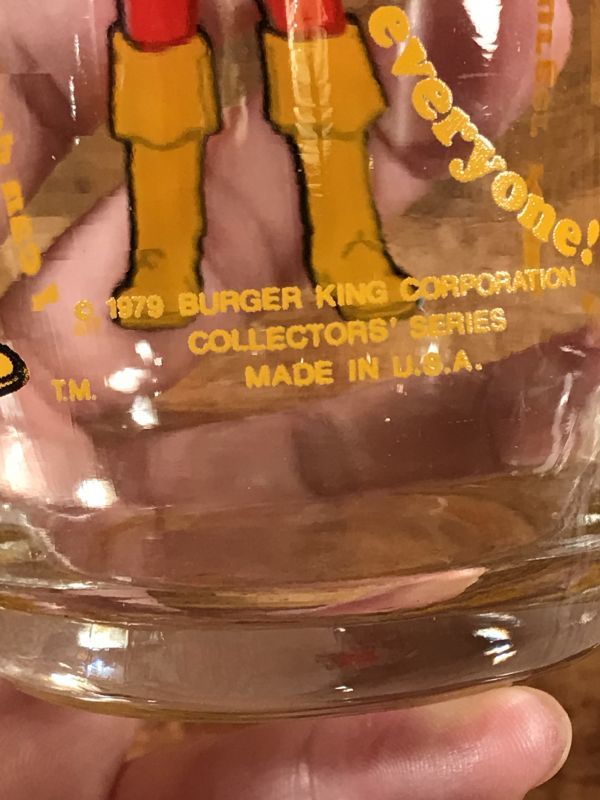 everyone!
© 1979 BURGER KING CORPORATION
COLLECTORS' SERIES
MADE IN U.S.A.
T.M.